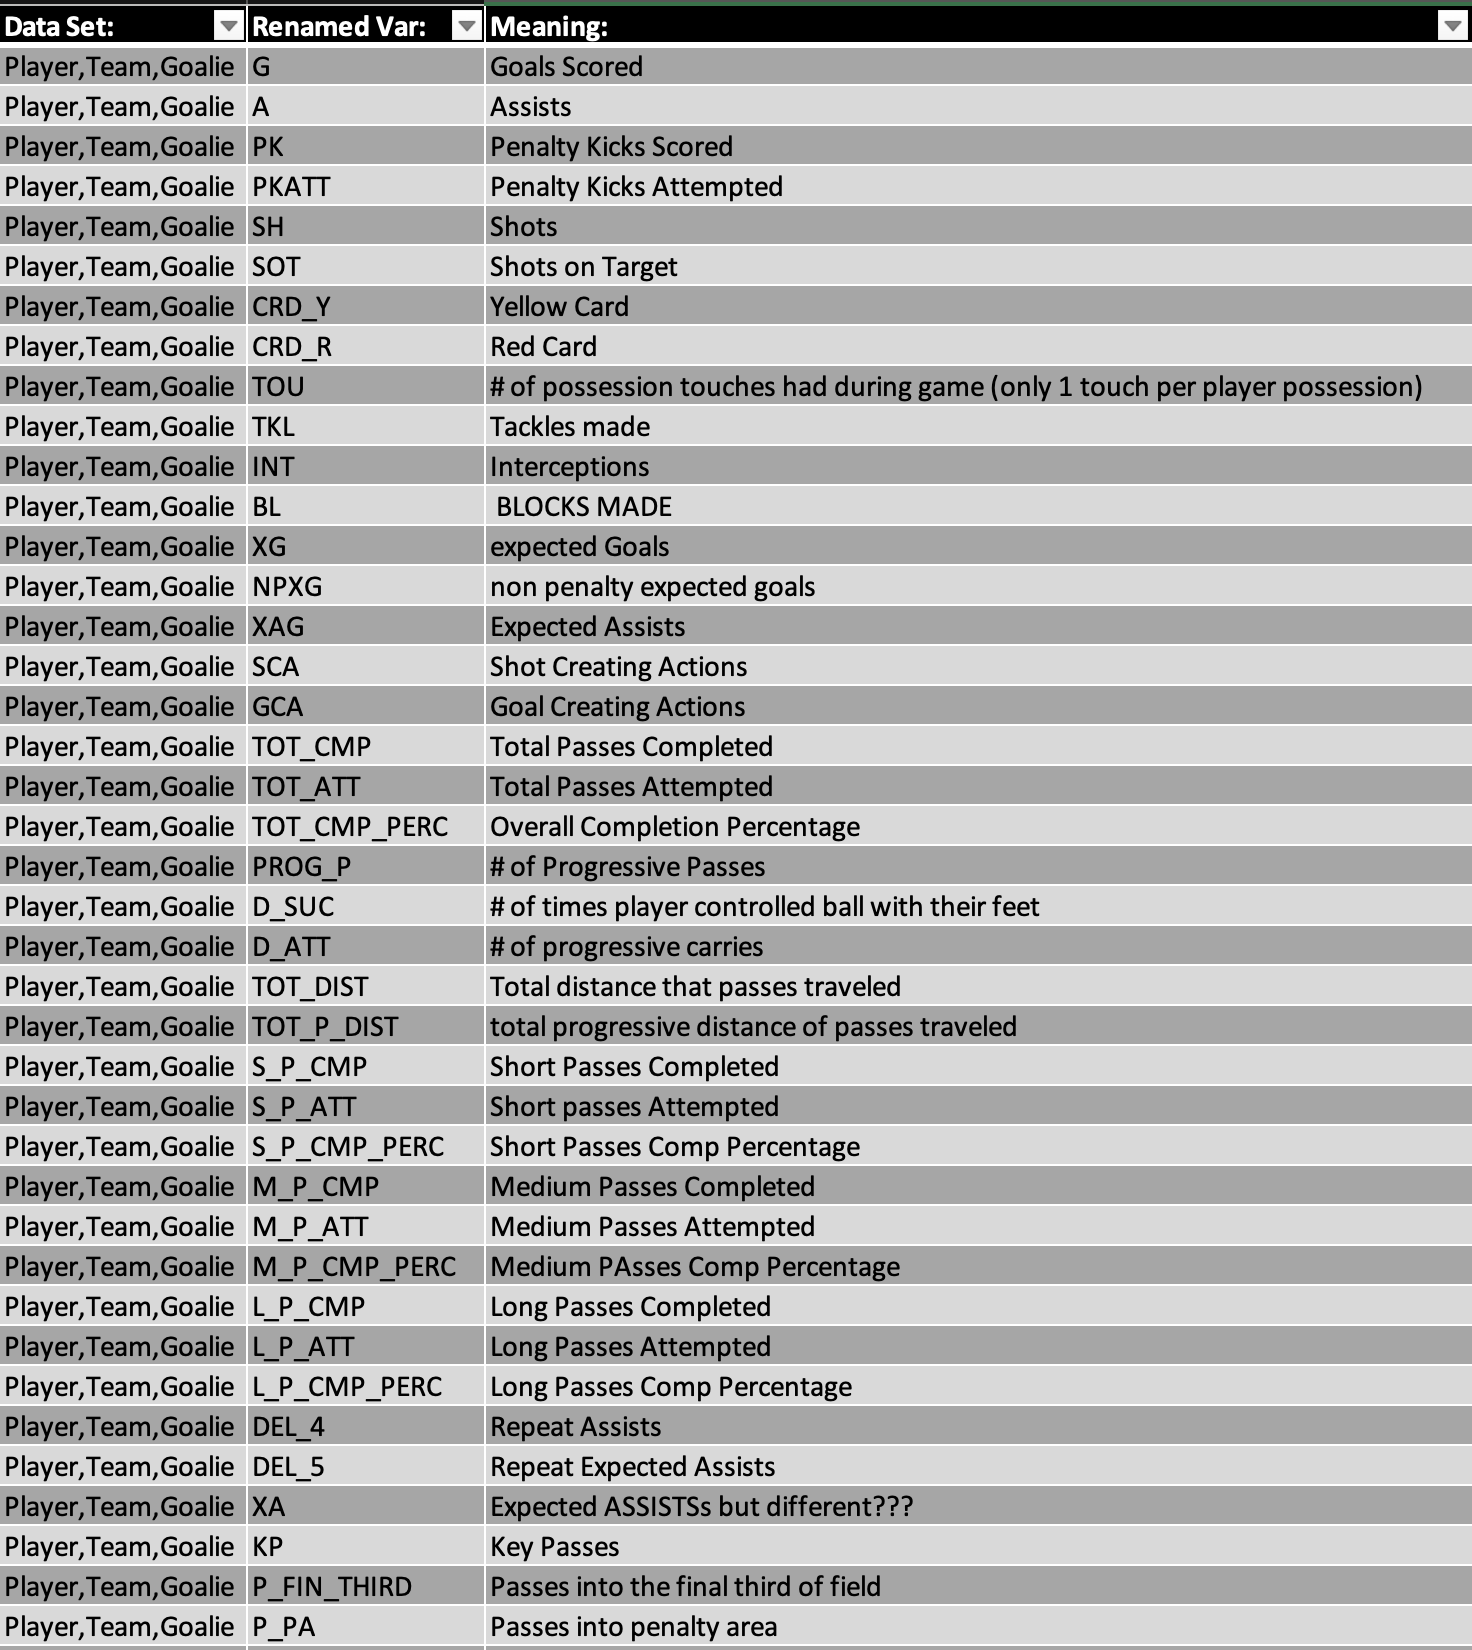 Data Set: Renamed Var: Meaning:
Player,Team,Goalie G Goals Scored
Player,Team,Goalie A Assists
Player,Team,Goalie PK Penalty Kicks Scored
Player,Team,Goalie PKATT Penalty Kicks Attempted
Player,Team,Goalie SH Shots
Player,Team,Goalie SOT Shots on Target
Player,Team,Goalie CRD_Y Yellow Card
Player,Team,Goalie CRD_R Red Card
Player,Team,Goalie TOU # of possession touches had during game (only 1 touch per player possession)
Player,Team,Goalie TKL Tackles made
Player,Team,Goalie INT Interceptions
Player,Team,Goalie BL BLOCKS MADE
Player,Team,Goalie XG expected Goals
Player,Team,Goalie NPXG non penalty expected goals
Player,Team,Goalie XAG Expected Assists
Player,Team,Goalie SCA Shot Creating Actions
Player,Team,Goalie GCA Goal Creating Actions
Player,Team,Goalie TOT_CMP Total Passes Completed
Player,Team,Goalie TOT_ATT Total Passes Attempted
Player,Team,Goalie TOT_CMP_PERC Overall Completion Percentage
Player,Team,Goalie PROG_P # of Progressive Passes
Player,Team,Goalie D_SUC # of times player controlled ball with their feet
Player,Team,Goalie D_ATT # of progressive carries
Player,Team,Goalie TOT_DIST Total distance that passes traveled
Player,Team,Goalie TOT_P_DIST total progressive distance of passes traveled
Player,Team,Goalie S_P_CMP Short Passes Completed
Player,Team,Goalie S_P_ATT Short passes Attempted
Player,Team,Goalie S_P_CMP_PERC Short Passes Comp Percentage
Player,Team,Goalie M_P_CMP Medium Passes Completed
Player,Team,Goalie M_P_ATT Medium Passes Attempted
Player,Team,Goalie M_P_CMP_PERC Medium PAsses Comp Percentage
Player,Team,Goalie L_P_CMP Long Passes Completed
Player,Team,Goalie L_P_ATT Long Passes Attempted
Player,Team,Goalie L_P_CMP_PERC Long Passes Comp Percentage
Player,Team,Goalie DEL_4 Repeat Assists
Player,Team,Goalie DEL_5 Repeat Expected Assists
Player,Team,Goalie XA Expected ASSISTSs but different???
Player,Team,Goalie KP Key Passes
Player,Team,Goalie P_FIN_THIRD Passes into the final third of field
Player,Team,Goalie P_PA Passes into penalty area